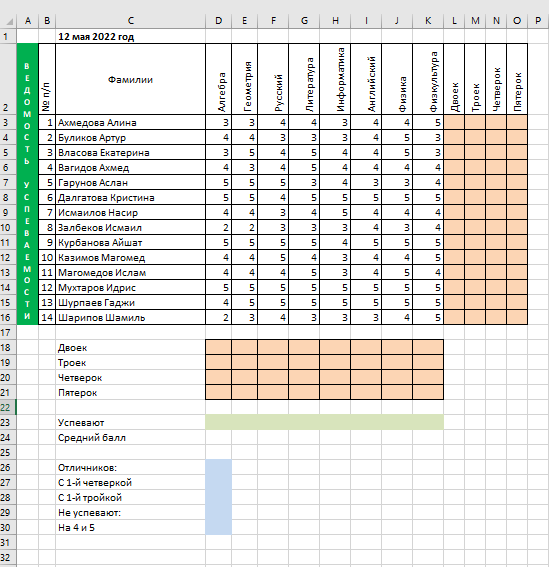 A B C D E F G H I J K L M N O P
1 12 мая 2022 год
ВЕДОМОСТЬ УСПЕВАЕМОСТИ
2 № п/п Фамилии Алгебра Геометрия Русский Литература Информатика Английский Физика Физкультура Двоек Троек Четверок Пятерок
3 1 Ахмедова Алина 3 3 4 4 3 4 4 5
4 2 Буликов Артур 4 4 3 3 3 4 5 3
5 3 Власова Екатерина 3 5 4 5 4 4 5 3
6 4 Вагидов Ахмед 4 3 4 5 4 4 4 4
7 5 Гарунов Аслан 5 5 5 3 4 3 3 4
8 6 Далгатова Кристина 5 5 4 5 5 5 5 5
9 7 Исмаилов Насир 4 4 3 4 5 4 4 4
10 8 Залбеков Исмаил 2 2 3 3 3 4 3 4
11 9 Курбанова Айшат 5 5 5 5 4 5 5 5
12 10 Казимов Магомед 4 4 5 4 3 4 4 5
13 11 Магомедов Ислам 4 4 4 5 3 4 5 4
14 12 Мухтаров Идрис 5 5 5 5 5 5 5 5
15 13 Шурпаев Гаджи 4 5 5 5 5 5 5 5
16 14 Шарипов Шамиль 2 3 4 3 3 3 4 5
17
18 Двоек
19 Троек
20 Четверок
21 Пятерок
22
23 Успевают
24 Средний балл
25
26 Отличников:
27 С 1-й четверкой
28 С 1-й тройкой
29 Не успевают:
30 На 4 и 5
31
32